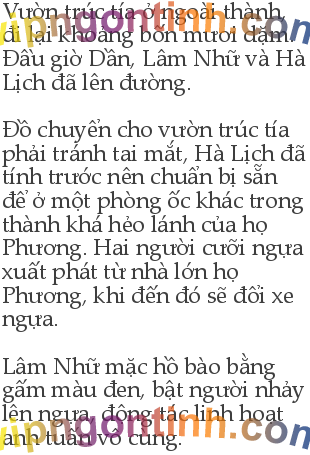 Vườn trúc tía ở ngoài thành,
đi lại khoảng bốn mươi dặm.
Đầu giờ Dần, Lâm Nhữ và Hà
Lịch đã lên đường.
Đồ chuyển cho vườn trúc tía
phải tránh tai mắt, Hà Lịch đã
tính trước nên chuẩn bị sẵn
để ở một phòng ốc khác trong
thành khá hẻo lánh của họ
Phương. Hai người cưỡi ngựa
xuất phát từ nhà lớn họ
Phương, khi đến đó sẽ đổi xe
ngựa.
Lâm Nhữ mặc hồ bào bằng
gấm màu đen, bật người nhảy
lên ngựa, động tác linh hoạt
anh tuấn vô cùng.
vipngontinh.com
vipngontinh.com